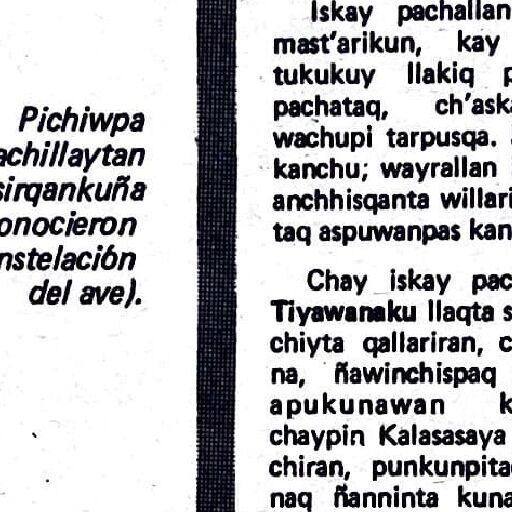 Pichiwpa
achillaytan
sirqankuña
onocieron
nstelación
del ave).
Iskay pachallan
mast'arikun, kay
tukukuy llakiq p
pachataq, ch'aska
wachupi tarpusqa.
kanchu; wayrallan
anchhisqanta willari
taq aspuwanpas kan
Chay iskay pac
Tiyawanaku llaqta s
chiyta qallariran, c
na, ñawinchispaq
apukunawan k
chaypin Kalasasaya
chiran, punkunpita
naq ñanninta kuna